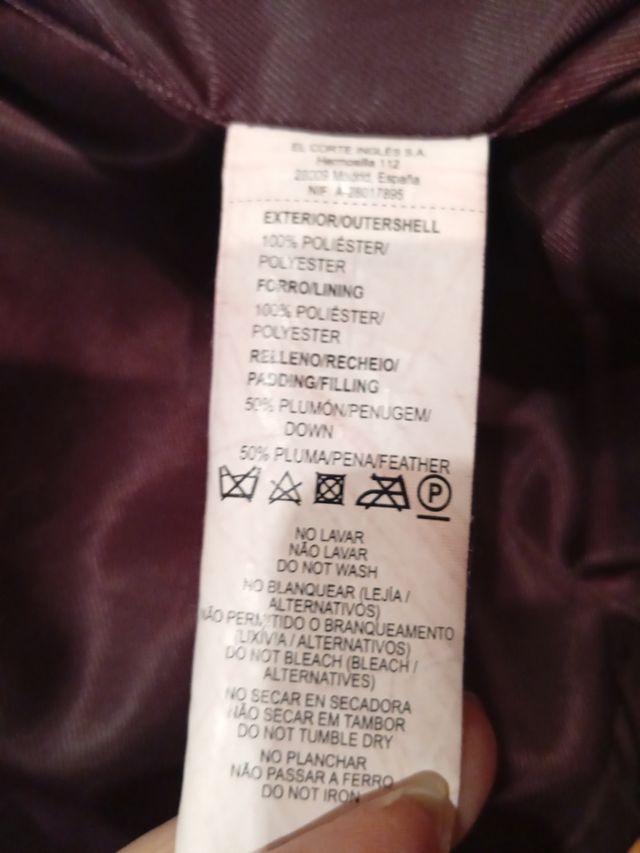 EL CORTE INGLÉS S.A.
Hermosilla 112
28009 Madrid, España
NIF A-28017895
EXTERIOR/OUTERSHELL
100% POLIÉSTER/
POLYESTER
FORRO/LINING
100% POLIÉSTER/
POLYESTER
RELLENO/RECHEIO/
PADDING/FILLING
50% PLUMÓN/PENUGEM/
DOWN
50% PLUMA/PENA/FEATHER
P
NO LAVAR
NÃO LAVAR
DO NOT WASH
NO BLANQUEAR (LEJÍA /
ALTERNATIVOS)
NÃO PERMITIDO O BRANQUEAMENTO
(LIXÍVIA / ALTERNATIVOS)
DO NOT BLEACH (BLEACH /
ALTERNATIVES)
NO SECAR EN SECADORA
NÃO SECAR EM TAMBOR
DO NOT TUMBLE DRY
NO PLANCHAR
NÃO PASSAR A FERRO
DO NOT IRON